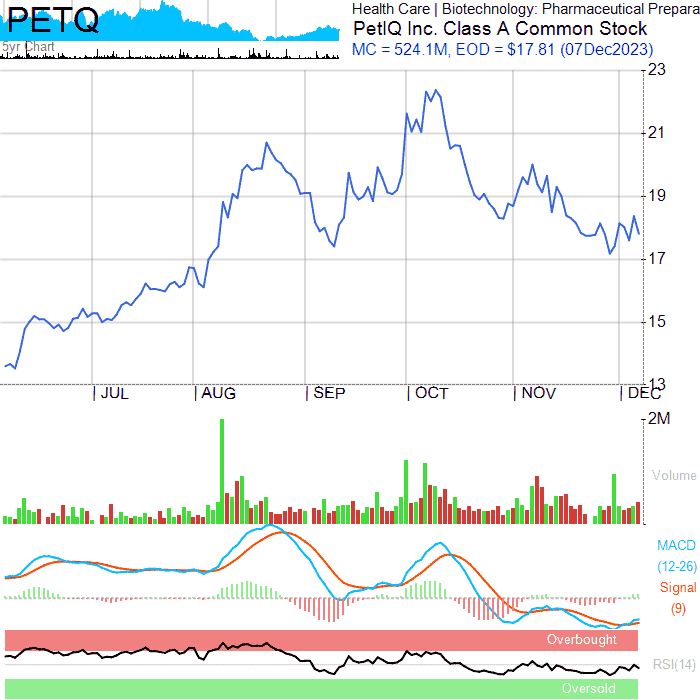 PETQ
Health Care | Biotechnology: Pharmaceutical Prepara
PetIQ Inc. Class A Common Stock
5yr Chart
MC = 524.1M, EOD = $17.81 (07Dec2023)
23
21
19
17
15
13
JUL AUG SEP OCT NOV DEC
2M
Volume
MACD
(12-26)
Signal
(9)
Overbought
RSI(14)
Oversold